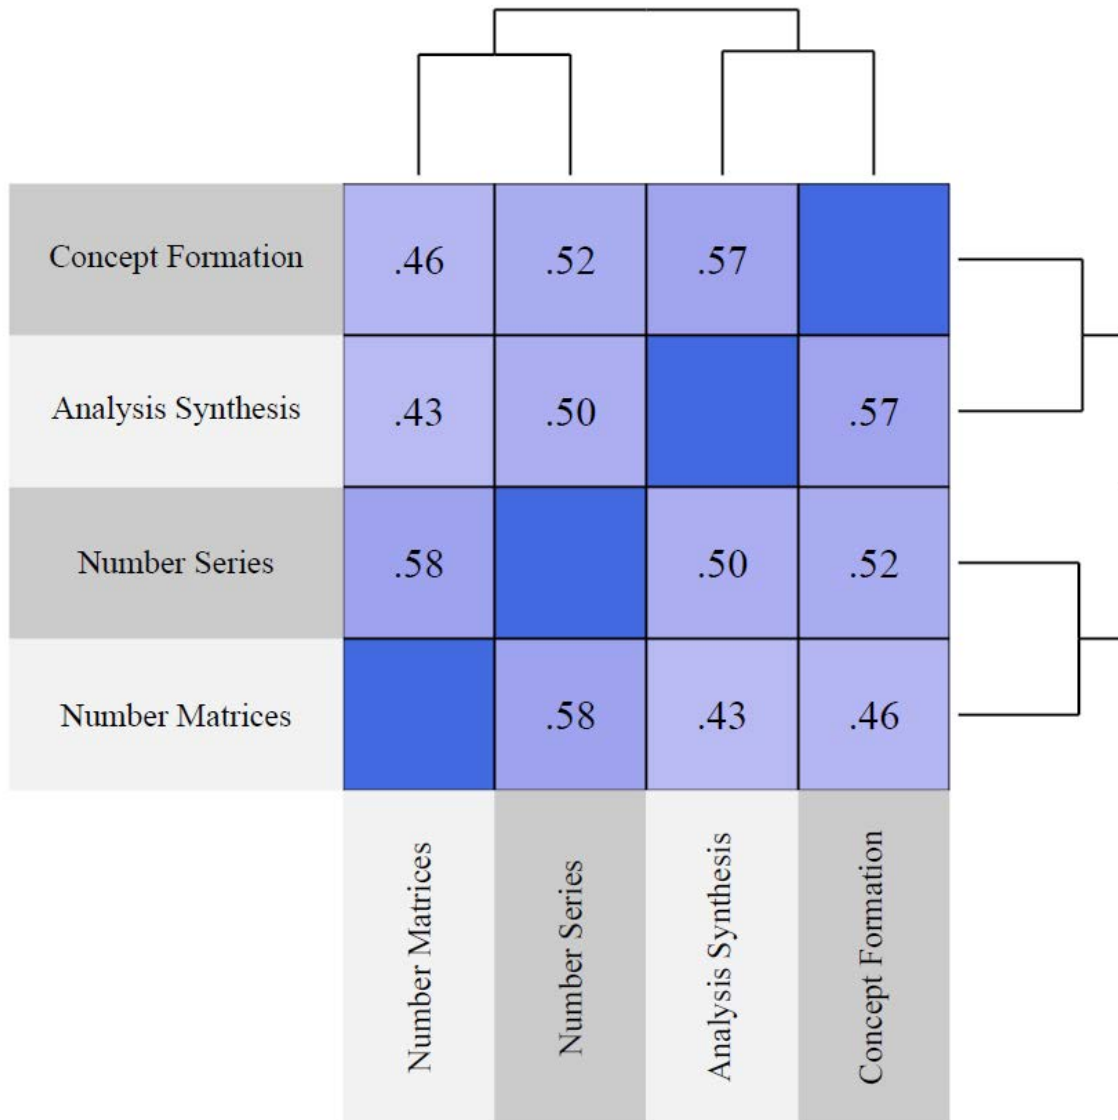 Concept Formation .46 .52 .57
Analysis Synthesis .43 .50 .57
Number Series .58 .50 .52
Number Matrices .58 .43 .46
Number Matrices
Number Series
Analysis Synthesis
Concept Formation